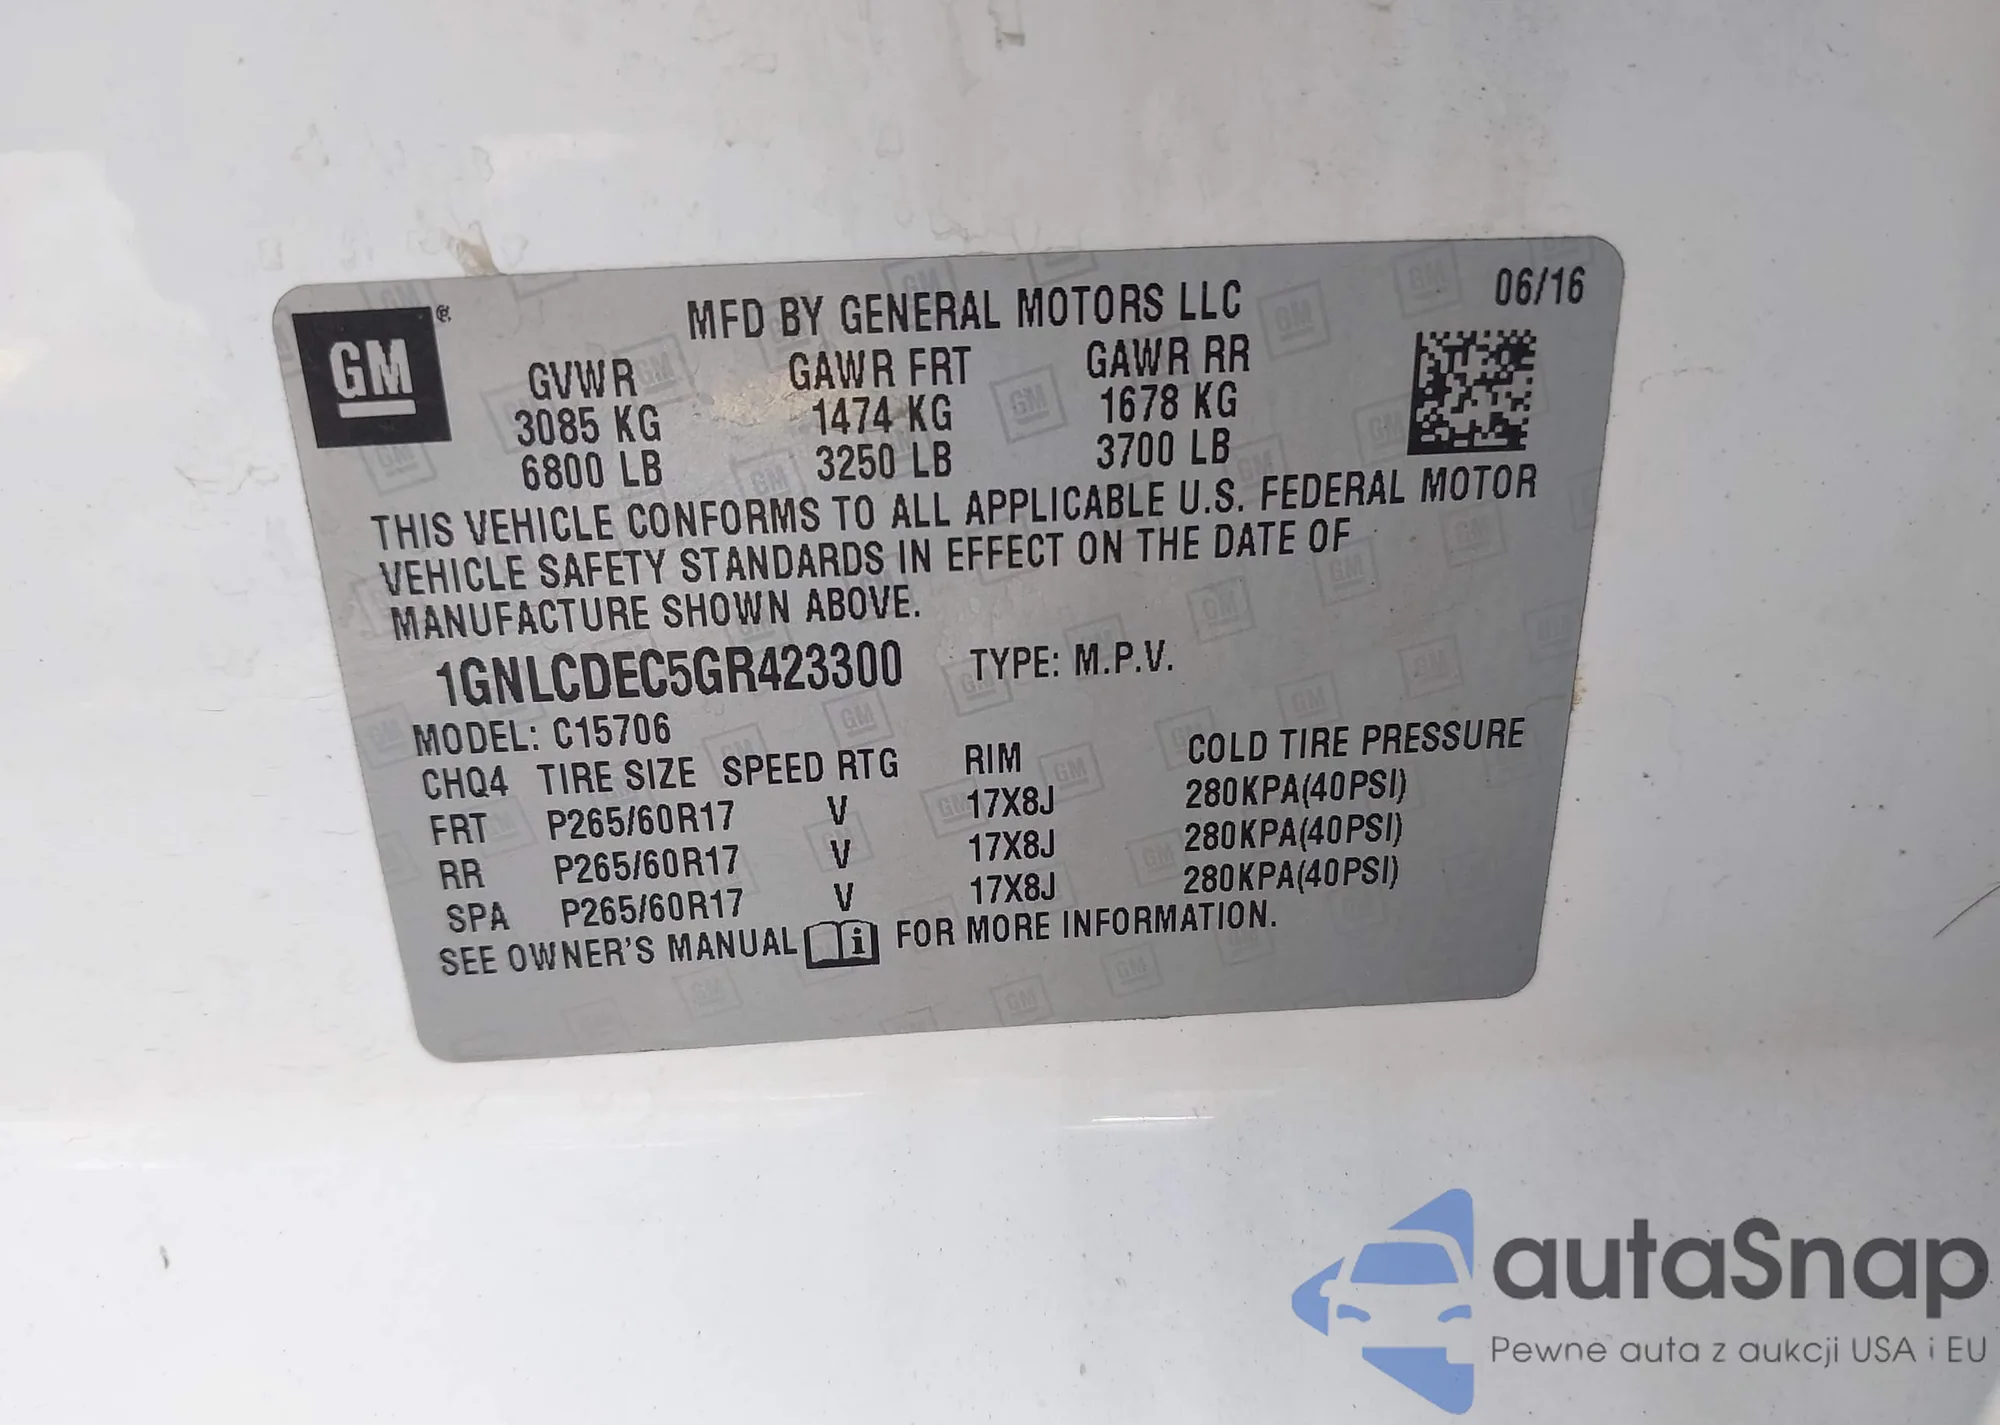 GM®
MFD BY GENERAL MOTORS LLC 06/16
GVWR GAWR FRT GAWR RR
3085 KG 1474 KG 1678 KG
6800 LB 3250 LB 3700 LB
THIS VEHICLE CONFORMS TO ALL APPLICABLE U.S. FEDERAL MOTOR
VEHICLE SAFETY STANDARDS IN EFFECT ON THE DATE OF
MANUFACTURE SHOWN ABOVE.
1GNLCDEC5GR423300 TYPE: M.P.V.
MODEL: C15706
CHQ4 TIRE SIZE SPEED RTG RIM COLD TIRE PRESSURE
FRT P265/60R17 V 17X8J 280KPA(40PSI)
RR P265/60R17 V 17X8J 280KPA(40PSI)
SPA P265/60R17 V 17X8J 280KPA(40PSI)
SEE OWNER'S MANUAL i FOR MORE INFORMATION.
autaSnap
Pewne auta z aukcji USA i EU